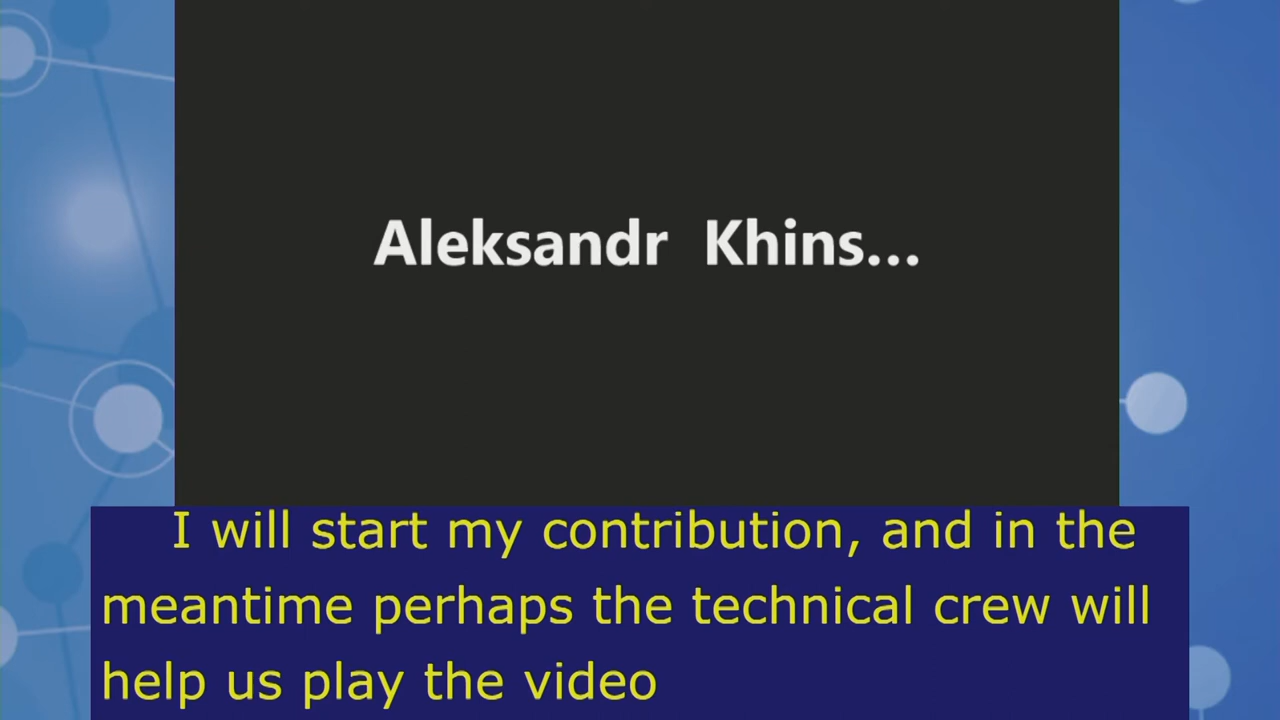 Aleksandr Khins...
I will start my contribution, and in the
meantime perhaps the technical crew will
help us play the video